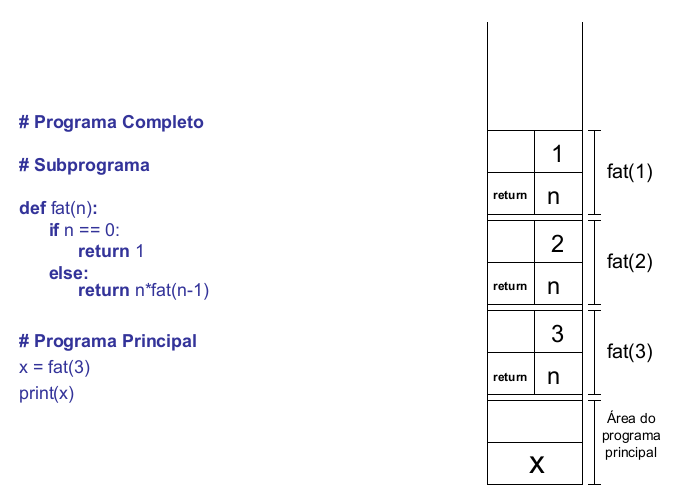 # Programa Completo
# Subprograma
def fat(n):
if n == 0:
return 1
else:
return n*fat(n-1)
# Programa Principal
x = fat(3)
print(x)
1
return n
fat(1)
2
return n
fat(2)
3
return n
fat(3)
x
Área do
programa
principal